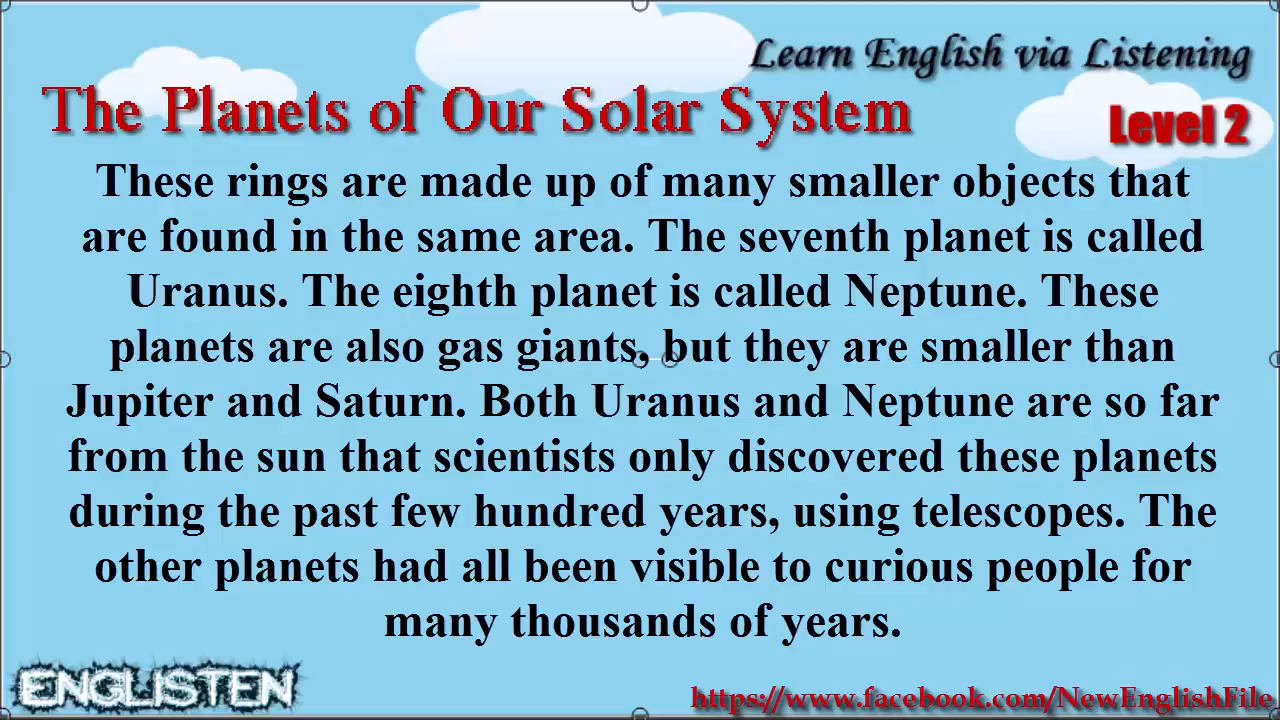 Learn English via Listening
The Planets of Our Solar System
Level 2
These rings are made up of many smaller objects that
are found in the same area. The seventh planet is called
Uranus. The eighth planet is called Neptune. These
planets are also gas giants, but they are smaller than
Jupiter and Saturn. Both Uranus and Neptune are so far
from the sun that scientists only discovered these planets
during the past few hundred years, using telescopes. The
other planets had all been visible to curious people for
many thousands of years.
ENGLISTEN
https://www.facebook.com/NewEnglishFile